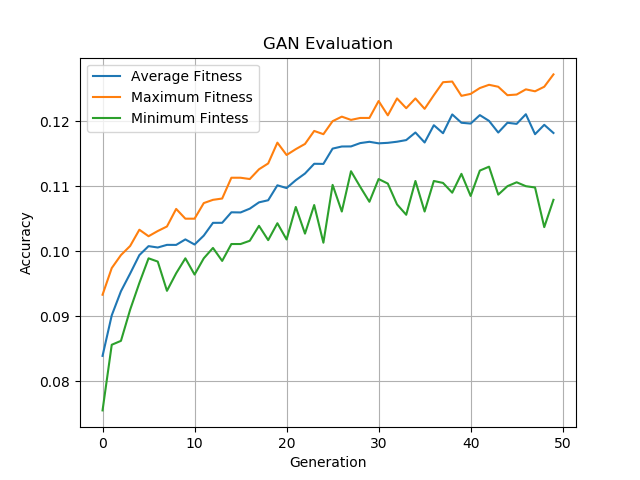 GAN Evaluation
Average Fitness
Maximum Fitness
Minimum Fintess
Accuracy
0.12
0.11
0.10
0.09
0.08
0 10 20 30 40 50
Generation